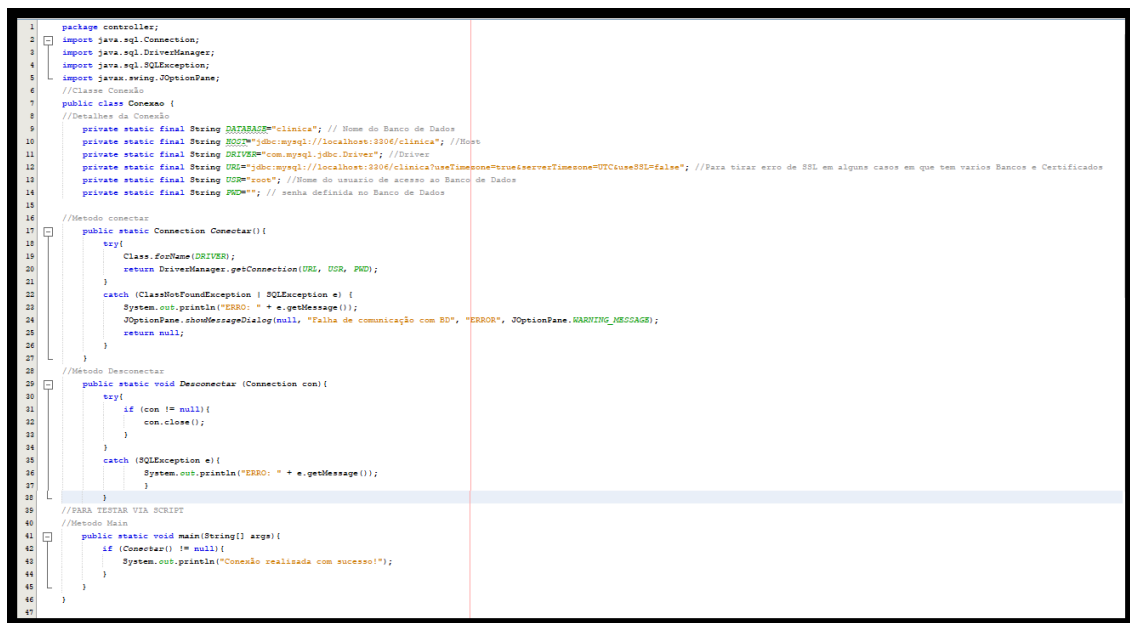 1 package controller;
2 import java.sql.Connection;
3 import java.sql.DriverManager;
4 import java.sql.SQLException;
5 import javax.swing.JOptionPane;
6 //Classe Conexão
7 public class Conexao {
8 //Detalhes da Conexão
9 private static final String DATABASE="clinica"; // Nome do Banco de Dados
10 private static final String HOST="jdbc:mysql://localhost:3306/clinica"; //Host
11 private static final String DRIVER="com.mysql.jdbc.Driver"; //Driver
12 private static final String URL="jdbc:mysql://localhost:3306/clinica?useTimezone=true&serverTimezone=UTC&useSSL=false"; //Para tirar erro de SSL em alguns casos em que tem varios Bancos e Certificados
13 private static final String USR="root"; //Nome do usuario de acesso ao Banco de Dados
14 private static final String PWD=""; // senha definida no Banco de Dados
15
16 //Metodo conectar
17 public static Connection Conectar(){
18 try{
19 Class.forName(DRIVER);
20 return DriverManager.getConnection(URL, USR, PWD);
21 }
22 catch (ClassNotFoundException | SQLException e) {
23 System.out.println("ERRO: " + e.getMessage());
24 JOptionPane.showMessageDialog(null, "Falha de comunicação com BD", "ERROR", JOptionPane.WARNING_MESSAGE);
25 return null;
26 }
27 }
28 //Método Desconectar
29 public static void Desconectar (Connection con){
30 try{
31 if (con != null){
32 con.close();
33 }
34 }
35 catch (SQLException e){
36 System.out.println("ERRO: " + e.getMessage());
37 }
38 }
39 //PARA TESTAR VIA SCRIPT
40 //Metodo Main
41 public static void main(String[] args){
42 if (Conectar() != null){
43 System.out.println("Conexão realizada com sucesso!");
44 }
45 }
46 }
47